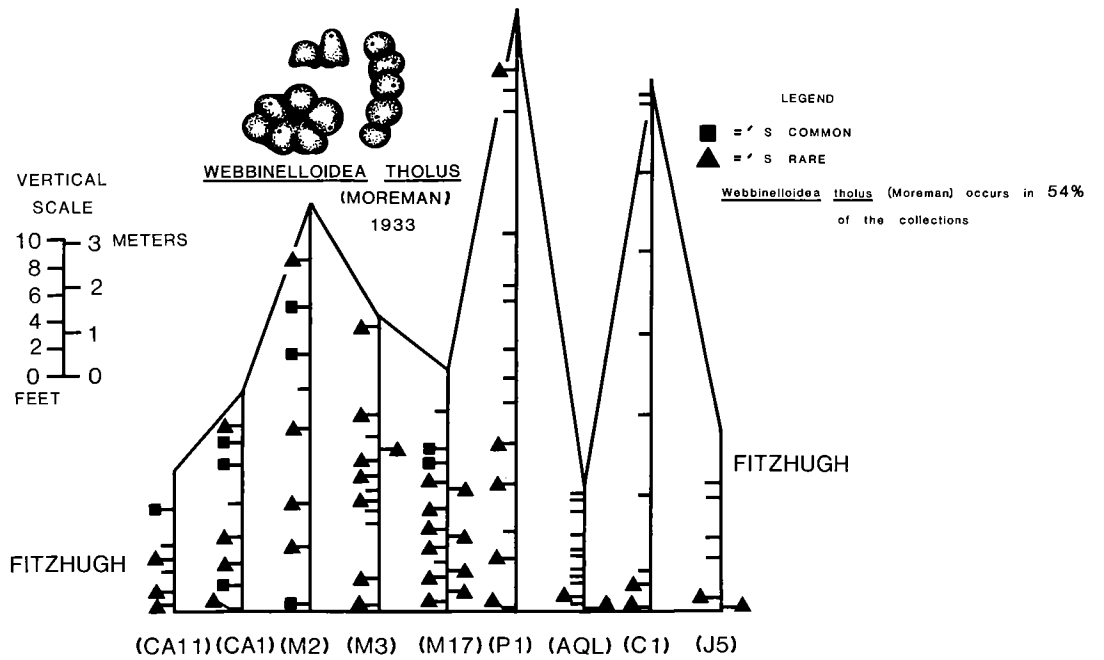 WEBBINELLOIDEA THOLUS
(MOREMAN)
1933
LEGEND
=' S COMMON
=' S RARE
Webbinelloidea tholus (Moreman) occurs in 54%
of the collections
VERTICAL
SCALE
10 3 METERS
8
6 2
4
2 1
0 0
FEET
FITZHUGH
FITZHUGH
(CA11) (CA1) (M2) (M3) (M17) (P1) (AQL) (C1) (J5)